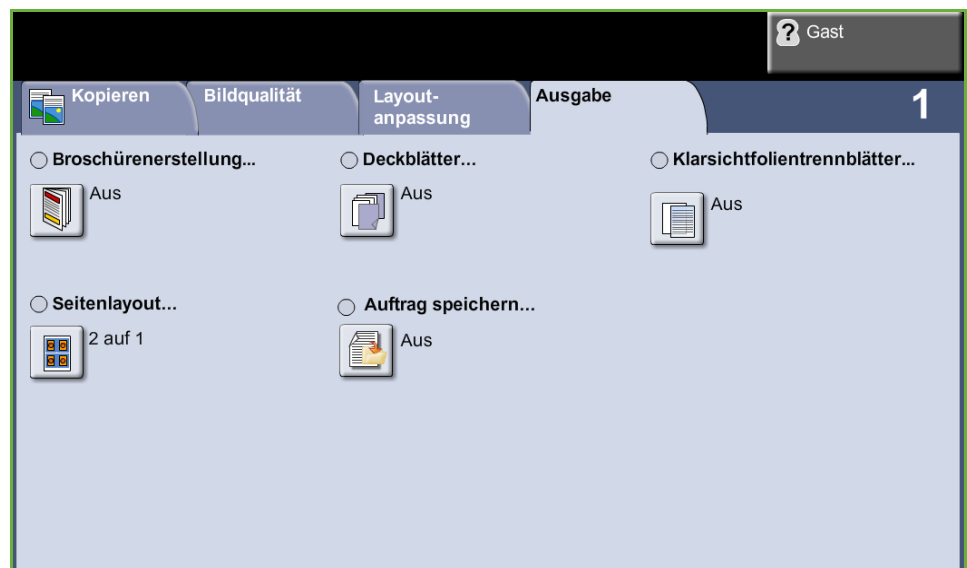 ? Gast
Kopieren
Bildqualität
Layout-
anpassung
Ausgabe
1
Broschürenerstellung...
Aus
Deckblätter...
Aus
Klarsichtfolientrennblätter...
Aus
Seitenlayout...
2 auf 1
Auftrag speichern...
Aus